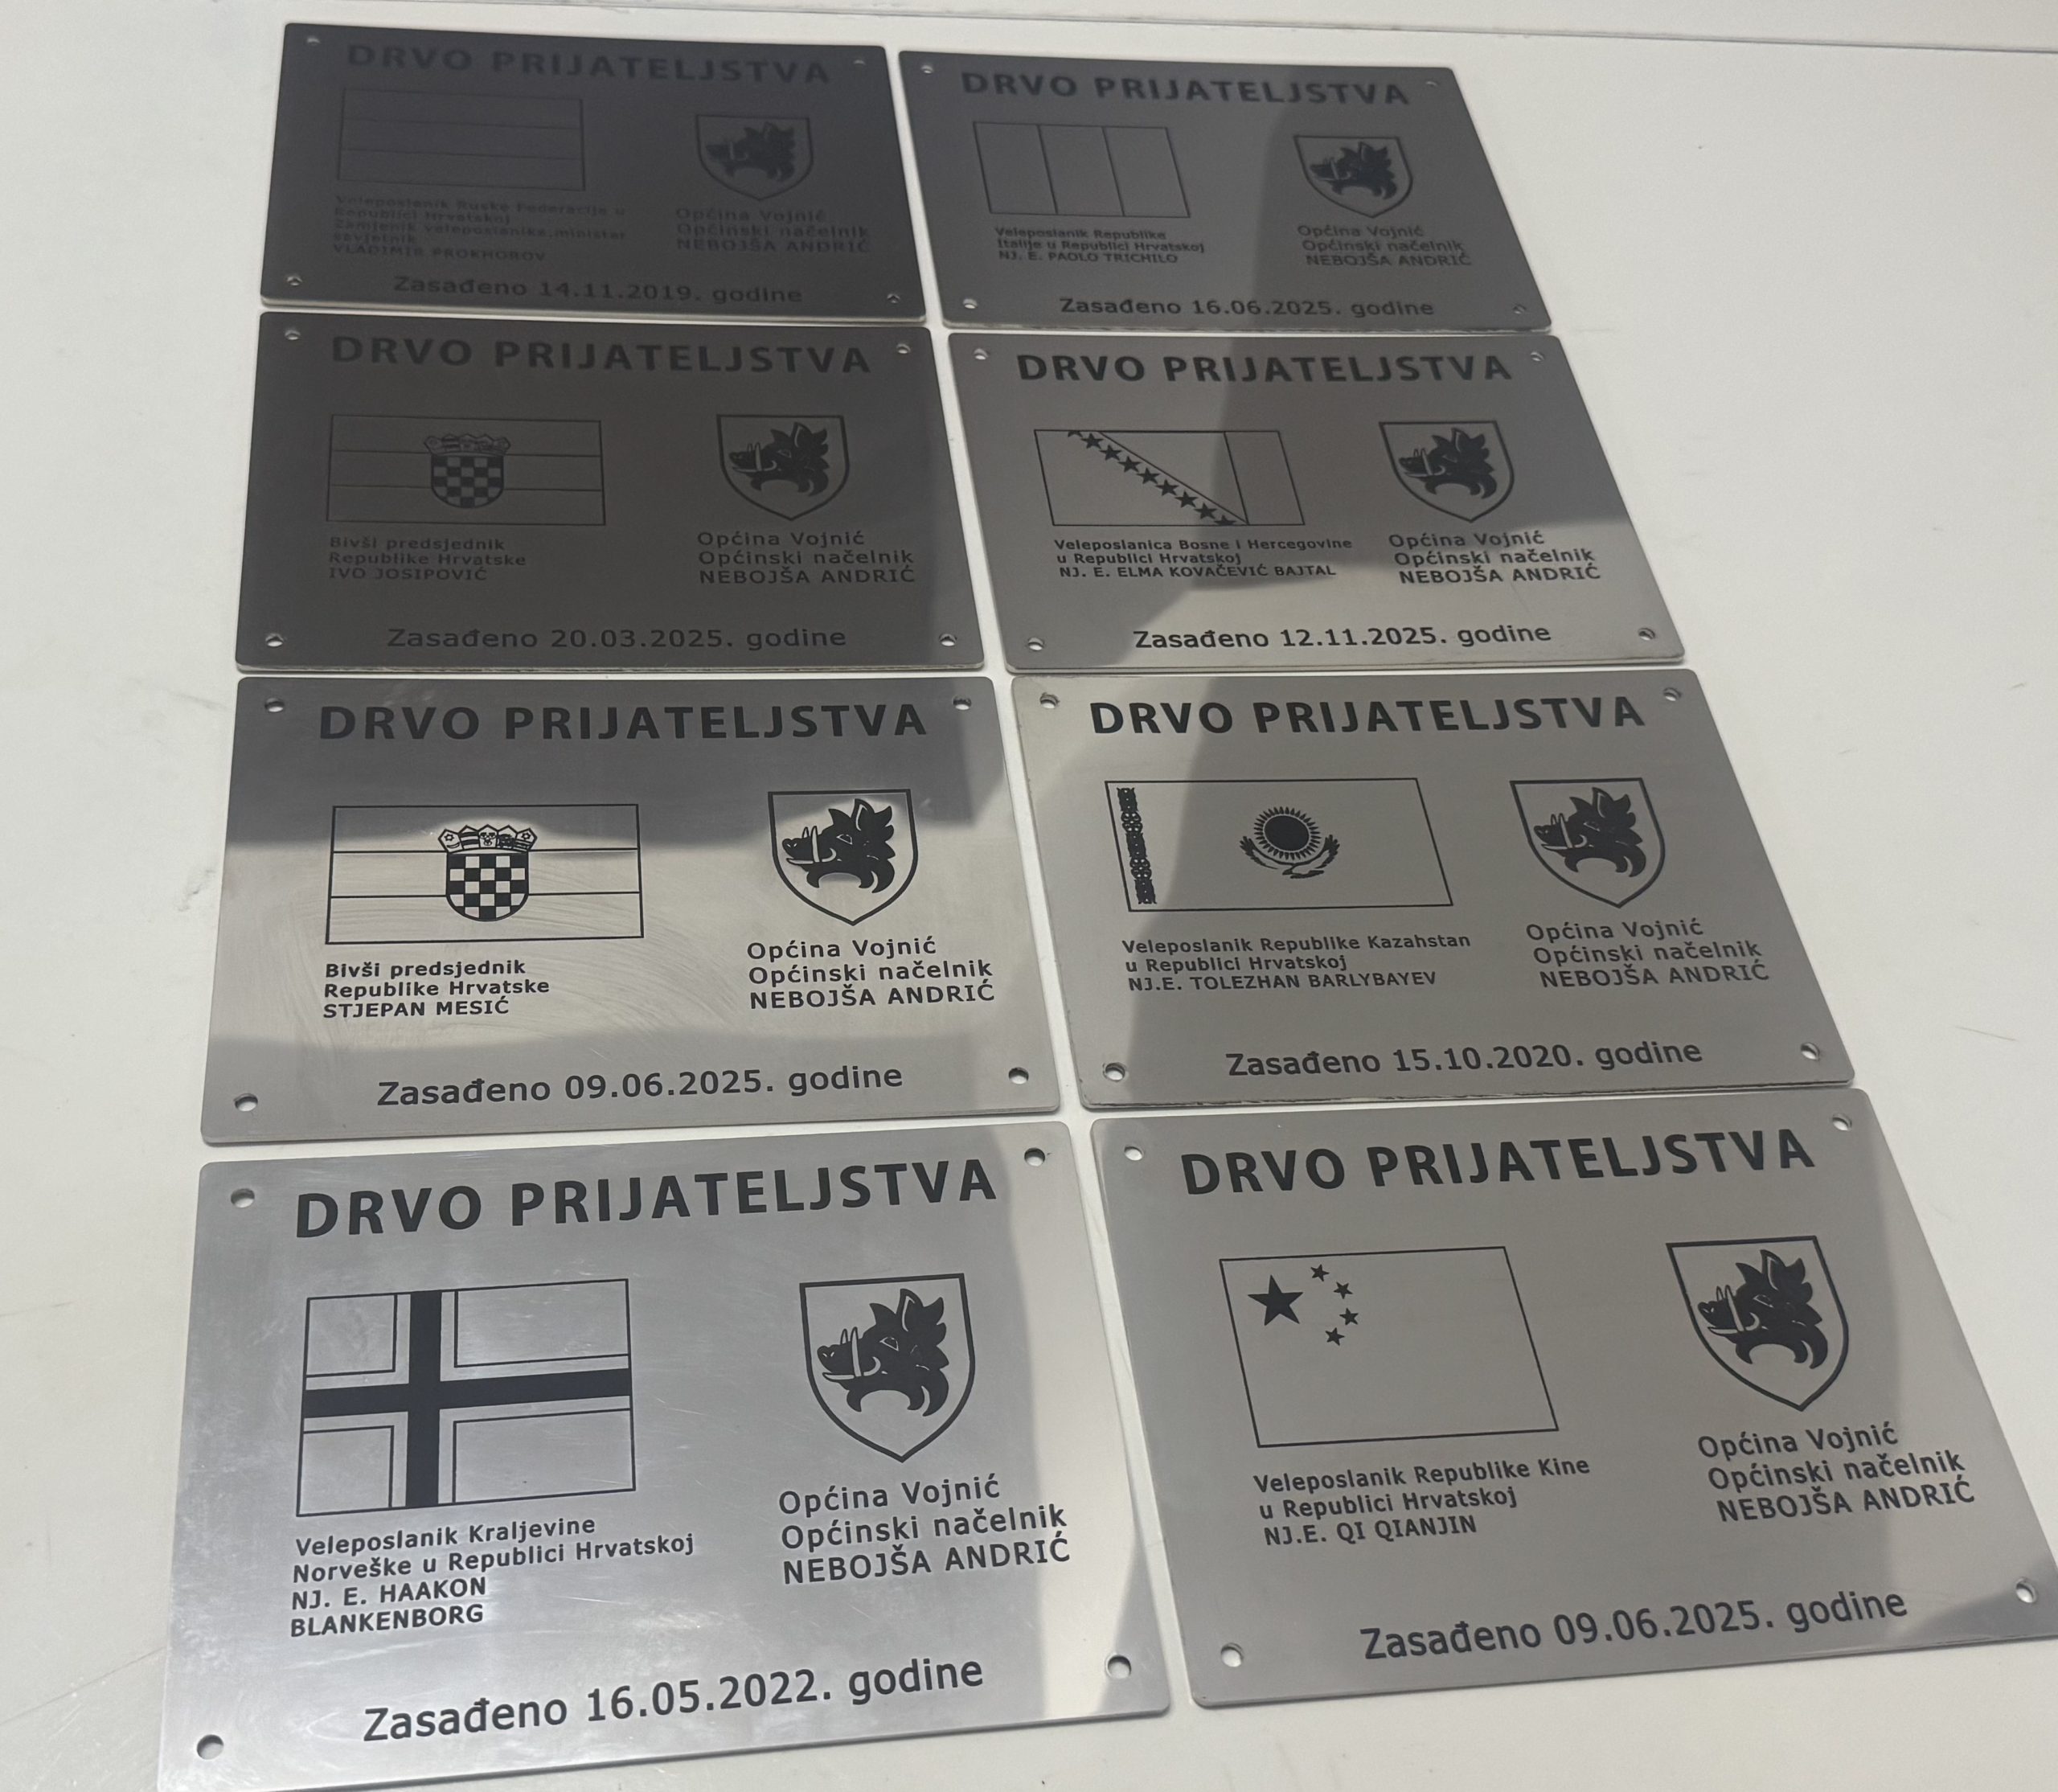 DRVO PRIJATELJSTVA
Veleposlanik Ruske Federacije u
Republici Hrvatskoj
Zamjenik veleposlanika,ministar
savjetnik
VLADIMIR PROKHOROV
Općina Vojnić
Općinski načelnik
NEBOJŠA ANDRIĆ
Zasađeno 14.11.2019. godine
DRVO PRIJATELJSTVA
Veleposlanik Republike
Italije u Republici Hrvatskoj
NJ. E. PAOLO TRICHILO
Općina Vojnić
Općinski načelnik
NEBOJŠA ANDRIĆ
Zasađeno 16.06.2025. godine
DRVO PRIJATELJSTVA
Bivši predsjednik
Republike Hrvatske
IVO JOSIPOVIĆ
Općina Vojnić
Općinski načelnik
NEBOJŠA ANDRIĆ
Zasađeno 20.03.2025. godine
DRVO PRIJATELJSTVA
Veleposlanica Bosne i Hercegovine
u Republici Hrvatskoj
NJ. E. ELMA KOVAČEVIĆ BAJTAL
Općina Vojnić
Općinski načelnik
NEBOJŠA ANDRIĆ
Zasađeno 12.11.2025. godine
DRVO PRIJATELJSTVA
Bivši predsjednik
Republike Hrvatske
STJEPAN MESIĆ
Općina Vojnić
Općinski načelnik
NEBOJŠA ANDRIĆ
Zasađeno 09.06.2025. godine
DRVO PRIJATELJSTVA
Veleposlanik Republike Kazahstan
u Republici Hrvatskoj
NJ.E. TOLEZHAN BARLYBAYEV
Općina Vojnić
Općinski načelnik
NEBOJŠA ANDRIĆ
Zasađeno 15.10.2020. godine
DRVO PRIJATELJSTVA
Veleposlanik Kraljevine
Norveške u Republici Hrvatskoj
NJ. E. HAAKON
BLANKENBORG
Općina Vojnić
Općinski načelnik
NEBOJŠA ANDRIĆ
Zasađeno 16.05.2022. godine
DRVO PRIJATELJSTVA
Veleposlanik Republike Kine
u Republici Hrvatskoj
NJ.E. QI QIANJIN
Općina Vojnić
Općinski načelnik
NEBOJŠA ANDRIĆ
Zasađeno 09.06.2025. godine